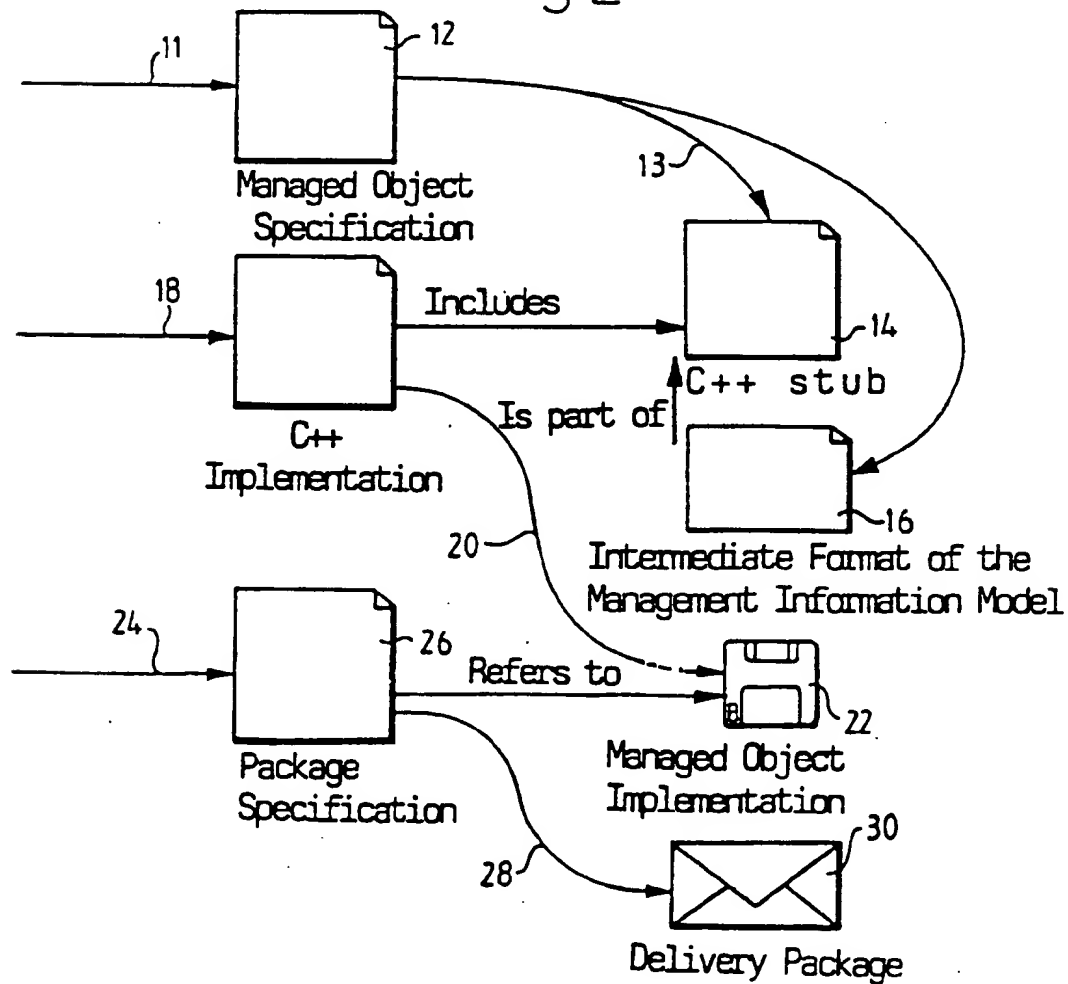 g 2
11
12
13
Managed Object
Specification
18
Includes
14
C++ stub
Is part of
C++
Implementation
16
20
Intermediate Format of the
Management Information Model
24
26
Refers to
22
Package
Specification
Managed Object
Implementation
30
28
Delivery Package